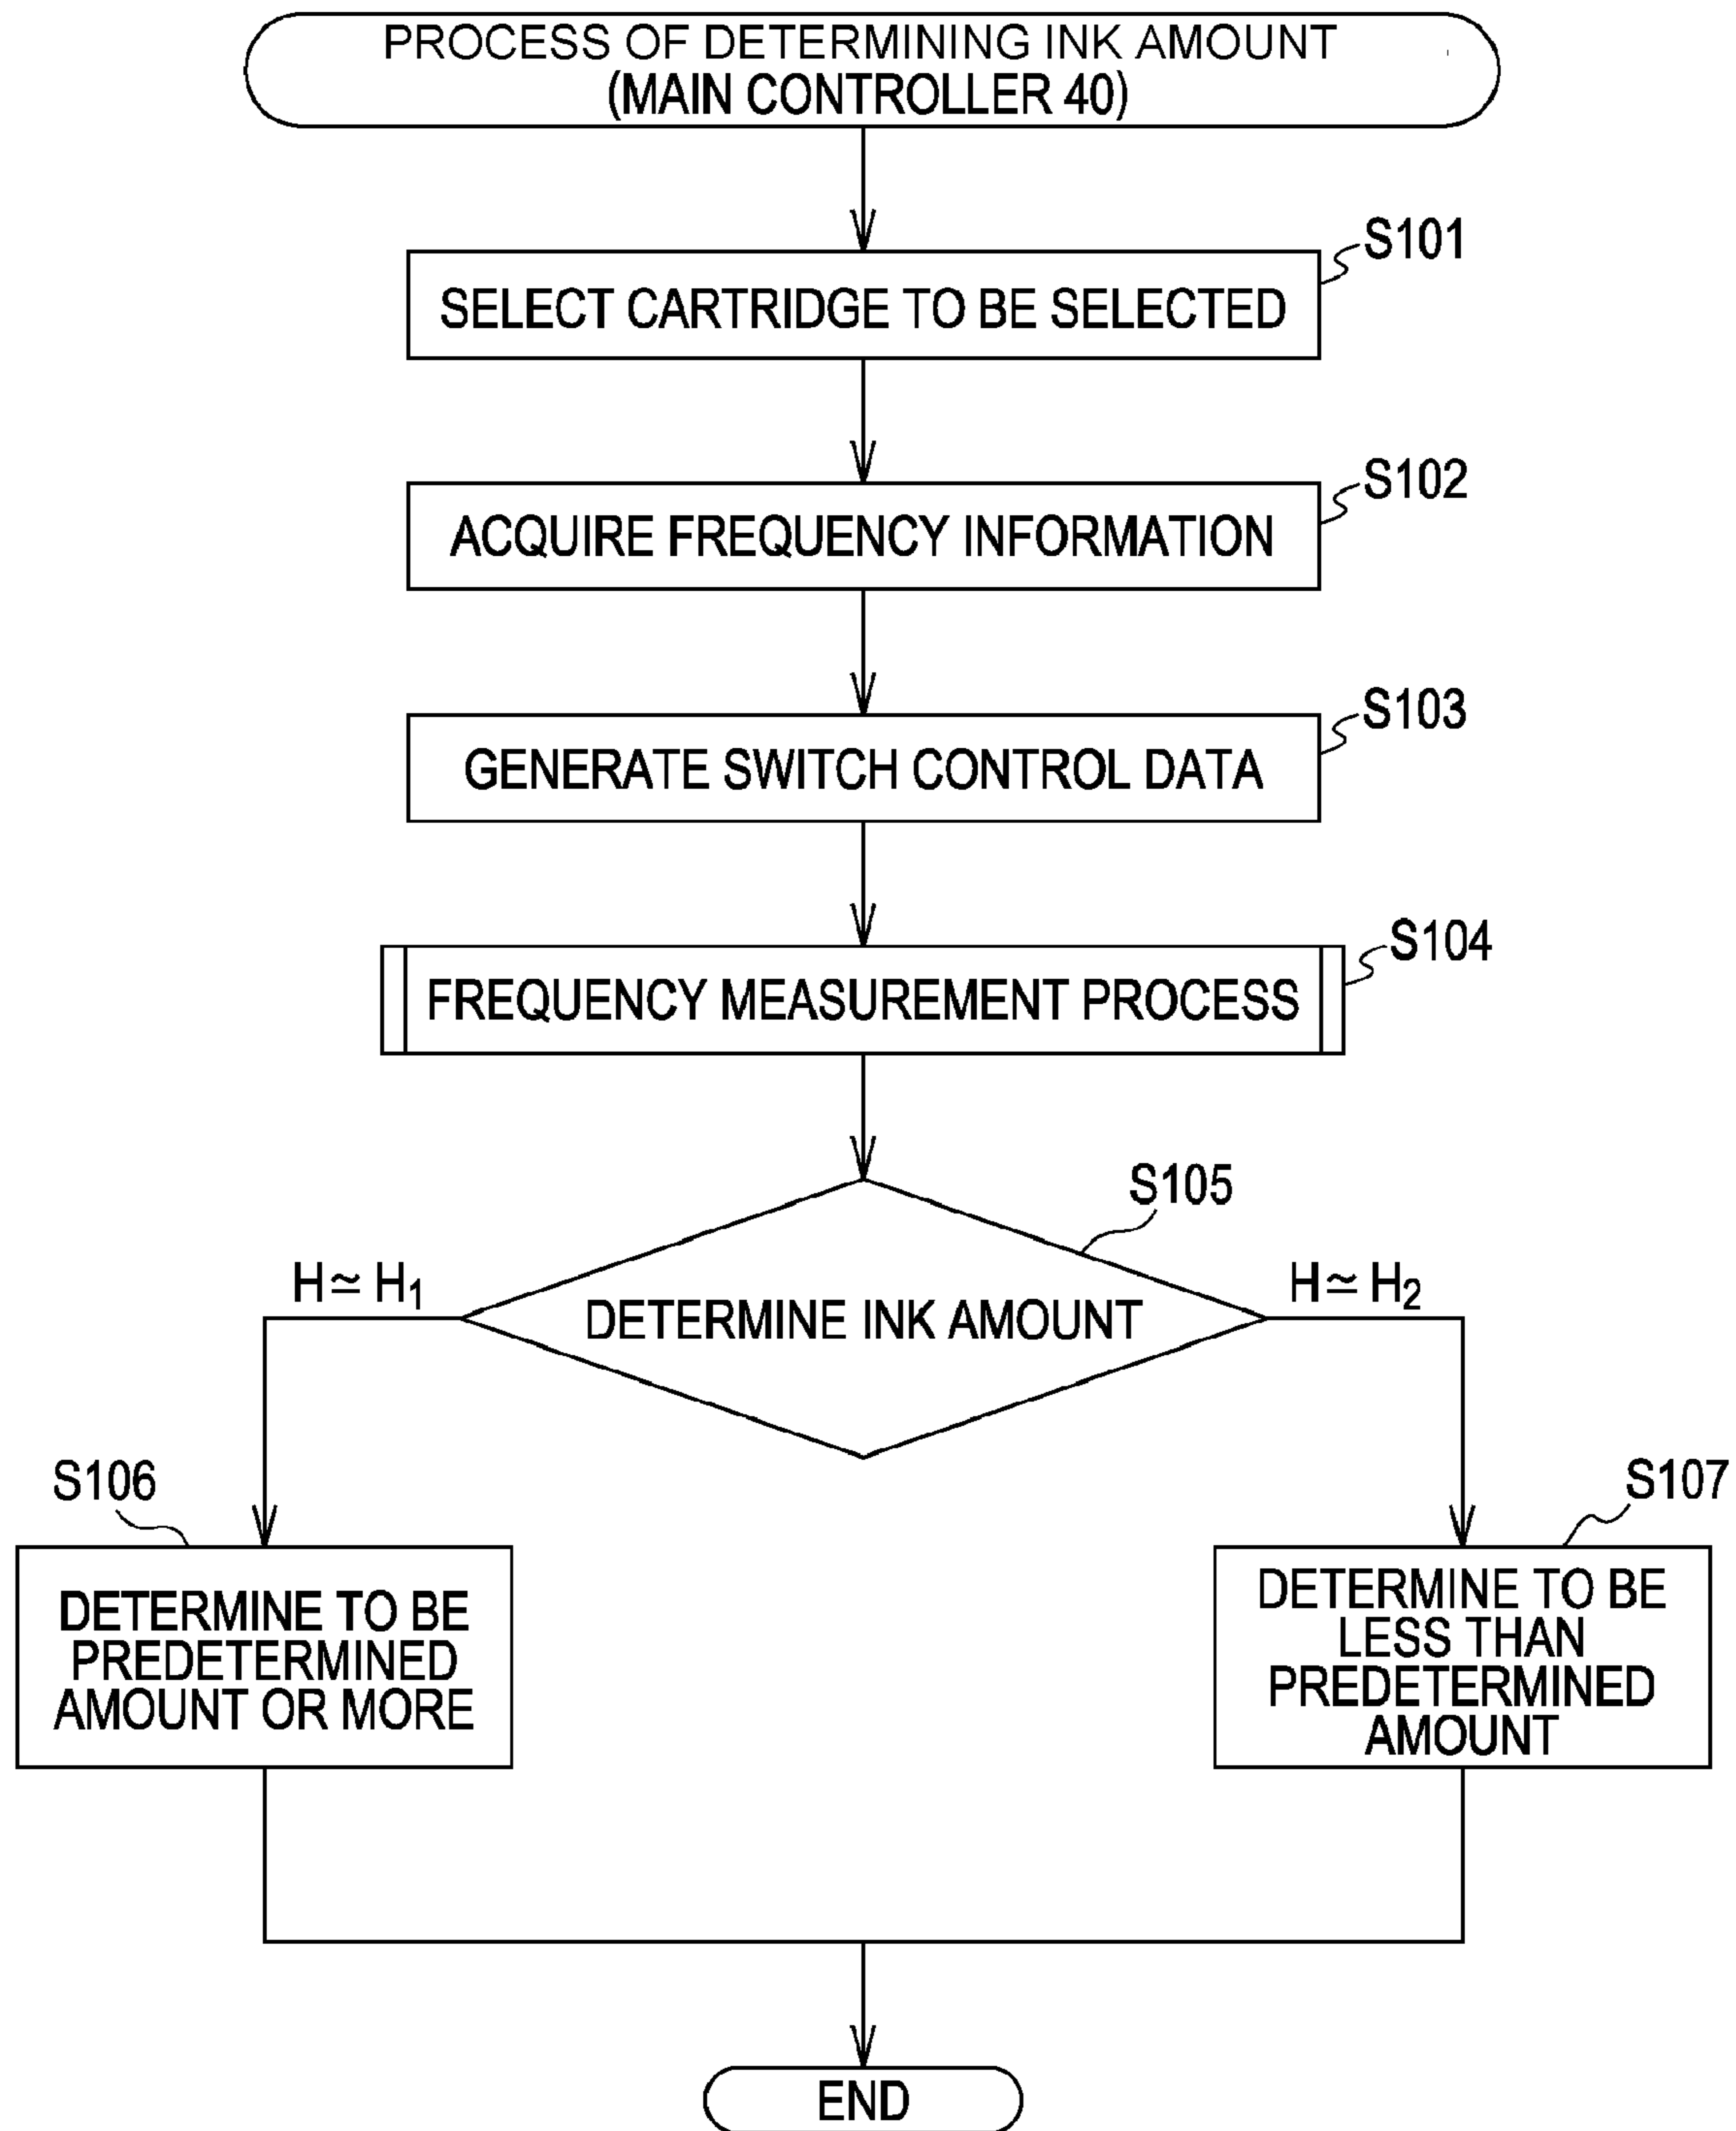 PROCESS OF DETERMINING INK AMOUNT
(MAIN CONTROLLER 40)
S101
SELECT CARTRIDGE TO BE SELECTED
S102
ACQUIRE FREQUENCY INFORMATION
S103
GENERATE SWITCH CONTROL DATA
S104
FREQUENCY MEASUREMENT PROCESS
S105
H≃H₁
H≃H₂
DETERMINE INK AMOUNT
S106
DETERMINE TO BE
PREDETERMINED
AMOUNT OR MORE
S107
DETERMINE TO BE
LESS THAN
PREDETERMINED
AMOUNT
END